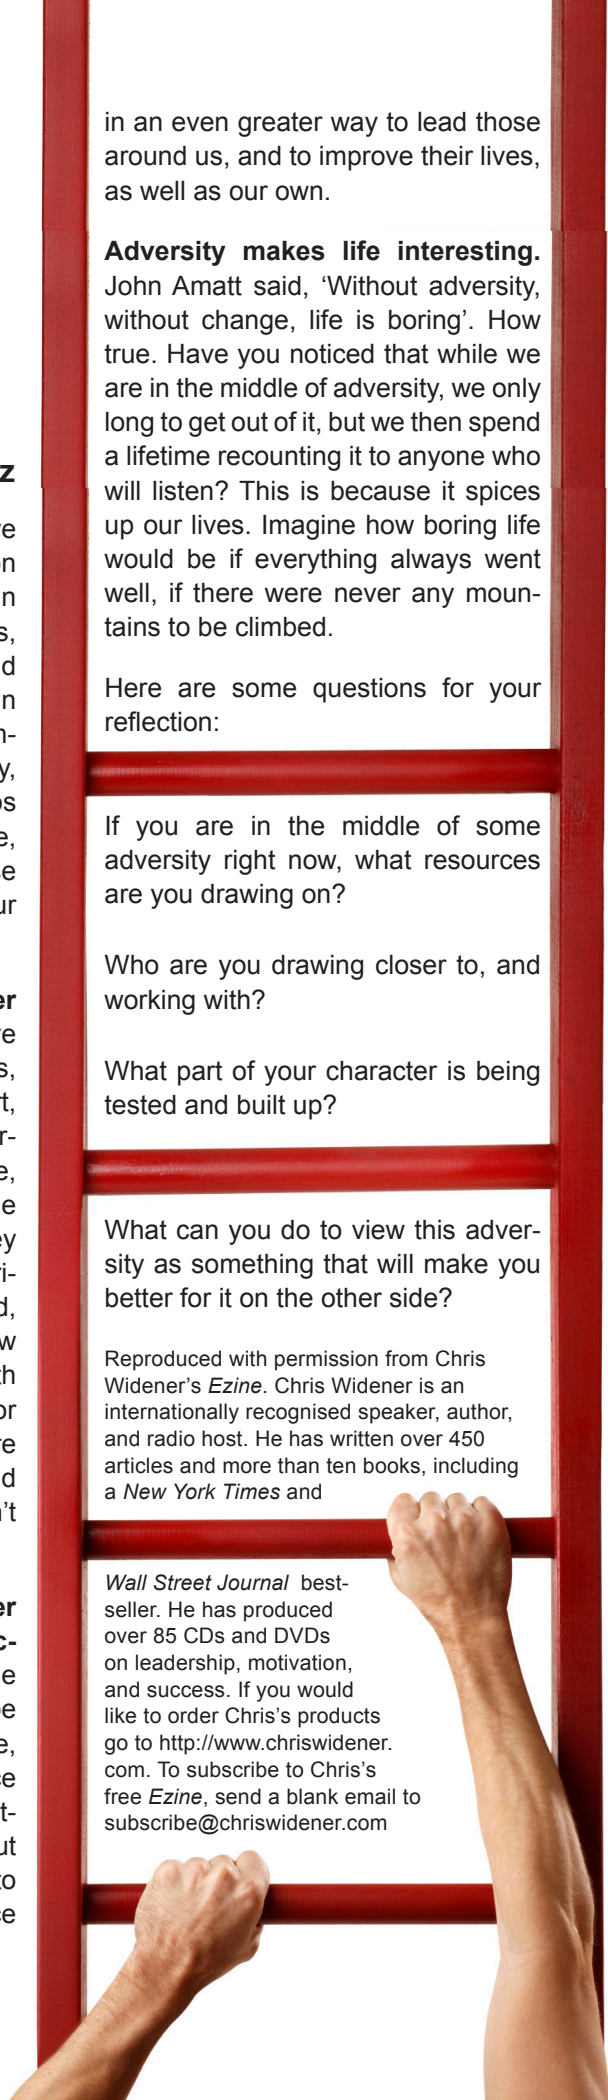 in an even greater way to lead those
around us, and to improve their lives,
as well as our own.
Adversity makes life interesting.
John Amatt said, ‘Without adversity,
without change, life is boring’. How
true. Have you noticed that while we
are in the middle of adversity, we only
long to get out of it, but we then spend
a lifetime recounting it to anyone who
will listen? This is because it spices
up our lives. Imagine how boring life
would be if everything always went
well, if there were never any moun-
tains to be climbed.
Here are some questions for your
reflection:
If you are in the middle of some
adversity right now, what resources
are you drawing on?
Who are you drawing closer to, and
working with?
What part of your character is being
tested and built up?
What can you do to view this adver-
sity as something that will make you
better for it on the other side?
Reproduced with permission from Chris
Widener’s Ezine. Chris Widener is an
internationally recognised speaker, author,
and radio host. He has written over 450
articles and more than ten books, including
a New York Times and
Wall Street Journal best-
seller. He has produced
over 85 CDs and DVDs
on leadership, motivation,
and success. If you would
like to order Chris’s products
go to http://www.chriswidener.
com. To subscribe to Chris’s
free Ezine, send a blank email to
subscribe@chriswidener.com